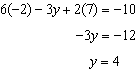 6(−2) − 3y + 2(7) = −10
−3y = −12
y = 4